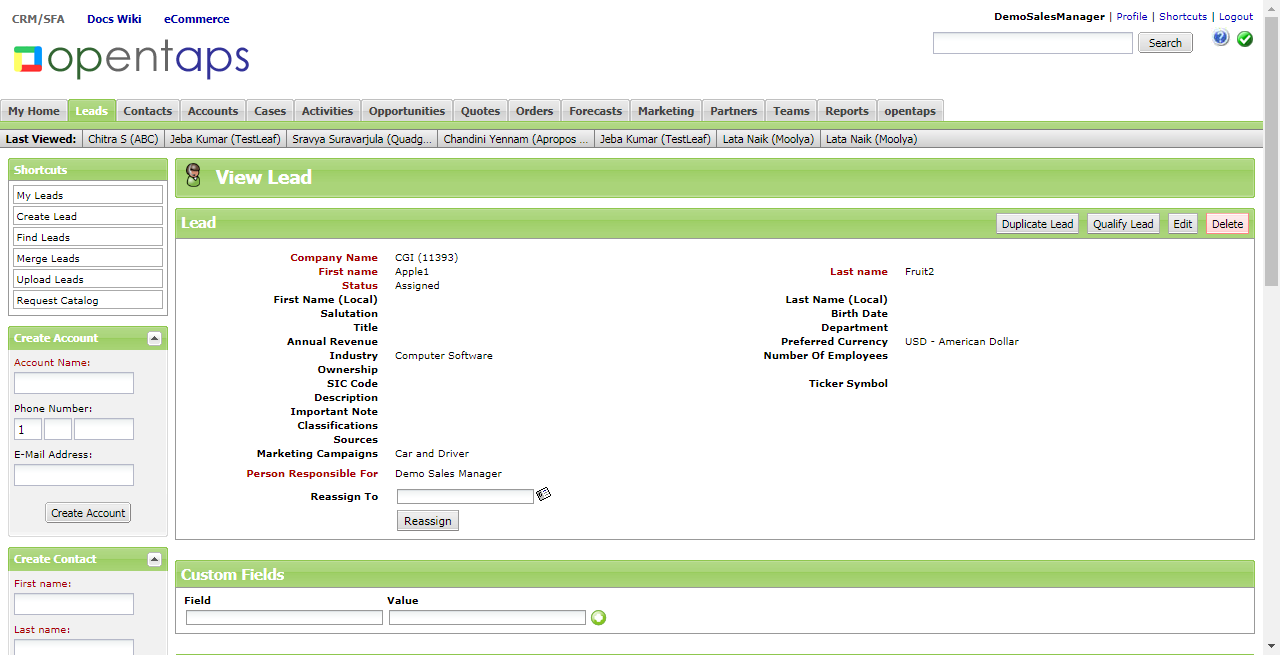 CRM/SFA Docs Wiki eCommerce
DemoSalesManager | Profile | Shortcuts | Logout
opentaps
Search
My Home Leads Contacts Accounts Cases Activities Opportunities Quotes Orders Forecasts Marketing Partners Teams Reports opentaps
Last Viewed: Chitra S (ABC) Jeba Kumar (TestLeaf) Sravya Suravarjula (Quadg... Chandini Yennam (Apropos ... Jeba Kumar (TestLeaf) Lata Naik (Moolya) Lata Naik (Moolya)
Shortcuts
My Leads
Create Lead
Find Leads
Merge Leads
Upload Leads
Request Catalog
Create Account
Account Name:
Phone Number:
1
E-Mail Address:
Create Account
Create Contact
First name:
Last name:
View Lead
Lead Duplicate Lead Qualify Lead Edit Delete
Company Name CGI (11393)
First name Apple1 Last name Fruit2
Status Assigned
First Name (Local) Last Name (Local)
Salutation Birth Date
Title Department
Annual Revenue Preferred Currency USD - American Dollar
Industry Computer Software Number Of Employees
Ownership
SIC Code Ticker Symbol
Description
Important Note
Classifications
Sources
Marketing Campaigns Car and Driver
Person Responsible For Demo Sales Manager
Reassign To
Reassign
Custom Fields
Field Value